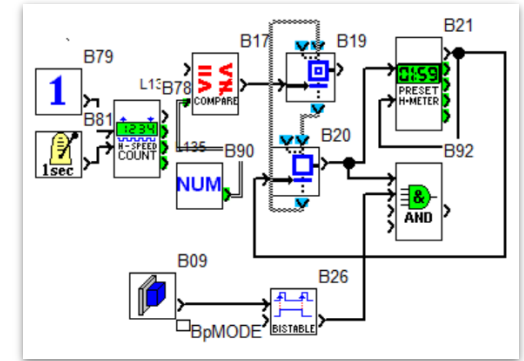 B21
B17
B19
B79
L13
B78
1
COMPARE
01:59
PRESET
H-METER
B81
1234
H-SPEED
COUNT
1sec
L135
B90
NUM
B20
B92
&
AND
B09
B26
BpMODE
BISTABLE